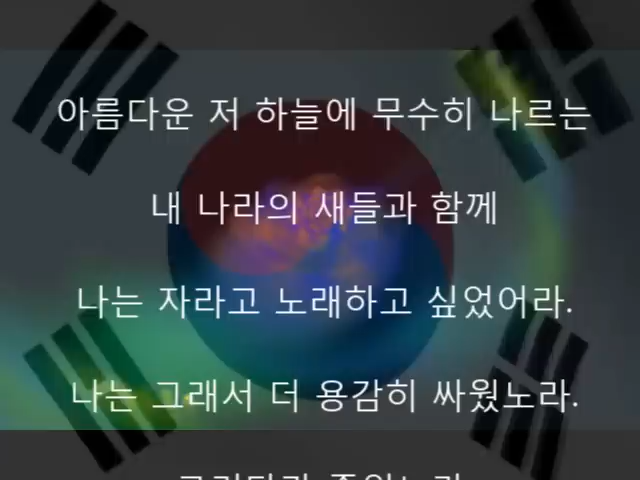 아름다운 저 하늘에 무수히 나르는
내 나라의 새들과 함께
나는 자라고 노래하고 싶었어라.
나는 그래서 더 용감히 싸웠노라.